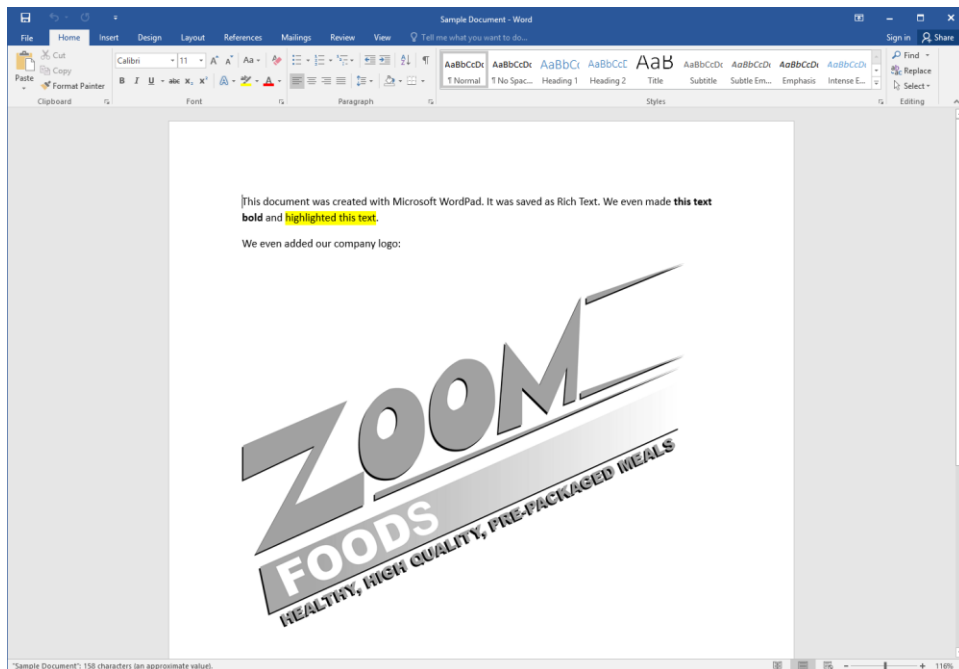 Sample Document - Word
File Home Insert Design Layout References Mailings Review View Tell me what you want to do... Sign in Share
Paste
Cut
Copy
Format Painter
Clipboard
Calibri 11
B I U abc X₂ X² A
Font
Paragraph
AaBbCcDc AaBbCcDc AaBbCc AaBbCcE AaB AaBbCcDc AaBbCcDc AaBbCcDc AaBbCcDc
¶ Normal ¶ No Spac... Heading 1 Heading 2 Title Subtitle Subtle Em... Emphasis Intense E...
Styles
Find
Replace
Select
Editing
This document was created with Microsoft WordPad. It was saved as Rich Text. We even made this text
bold and highlighted this text.
We even added our company logo:
ZOOM
FOODS
HEALTHY, HIGH QUALITY, PRE-PACKAGED MEALS
"Sample Document": 158 characters (an approximate value).
116%